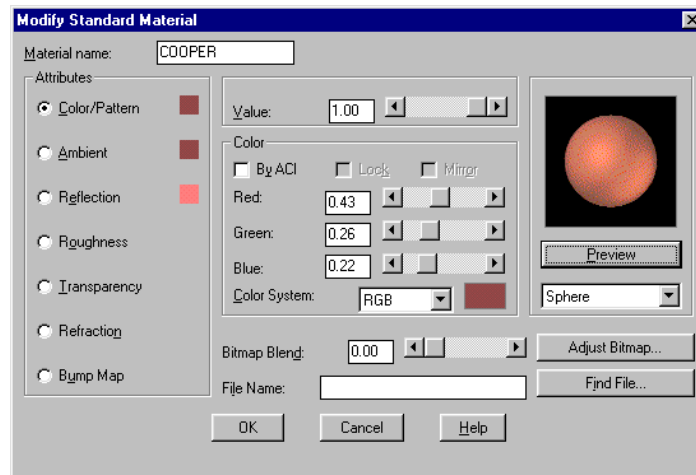 Modify Standard Material
Material name: COOPER
Attributes
Color/Pattern
Ambient
Reflection
Roughness
Transparency
Refraction
Bump Map
Value: 1.00
Color
By ACI Lock Mirror
Red: 0.43
Green: 0.26
Blue: 0.22
Color System: RGB
Bitmap Blend: 0.00
File Name:
Preview
Sphere
Adjust Bitmap...
Find File...
OK Cancel Help